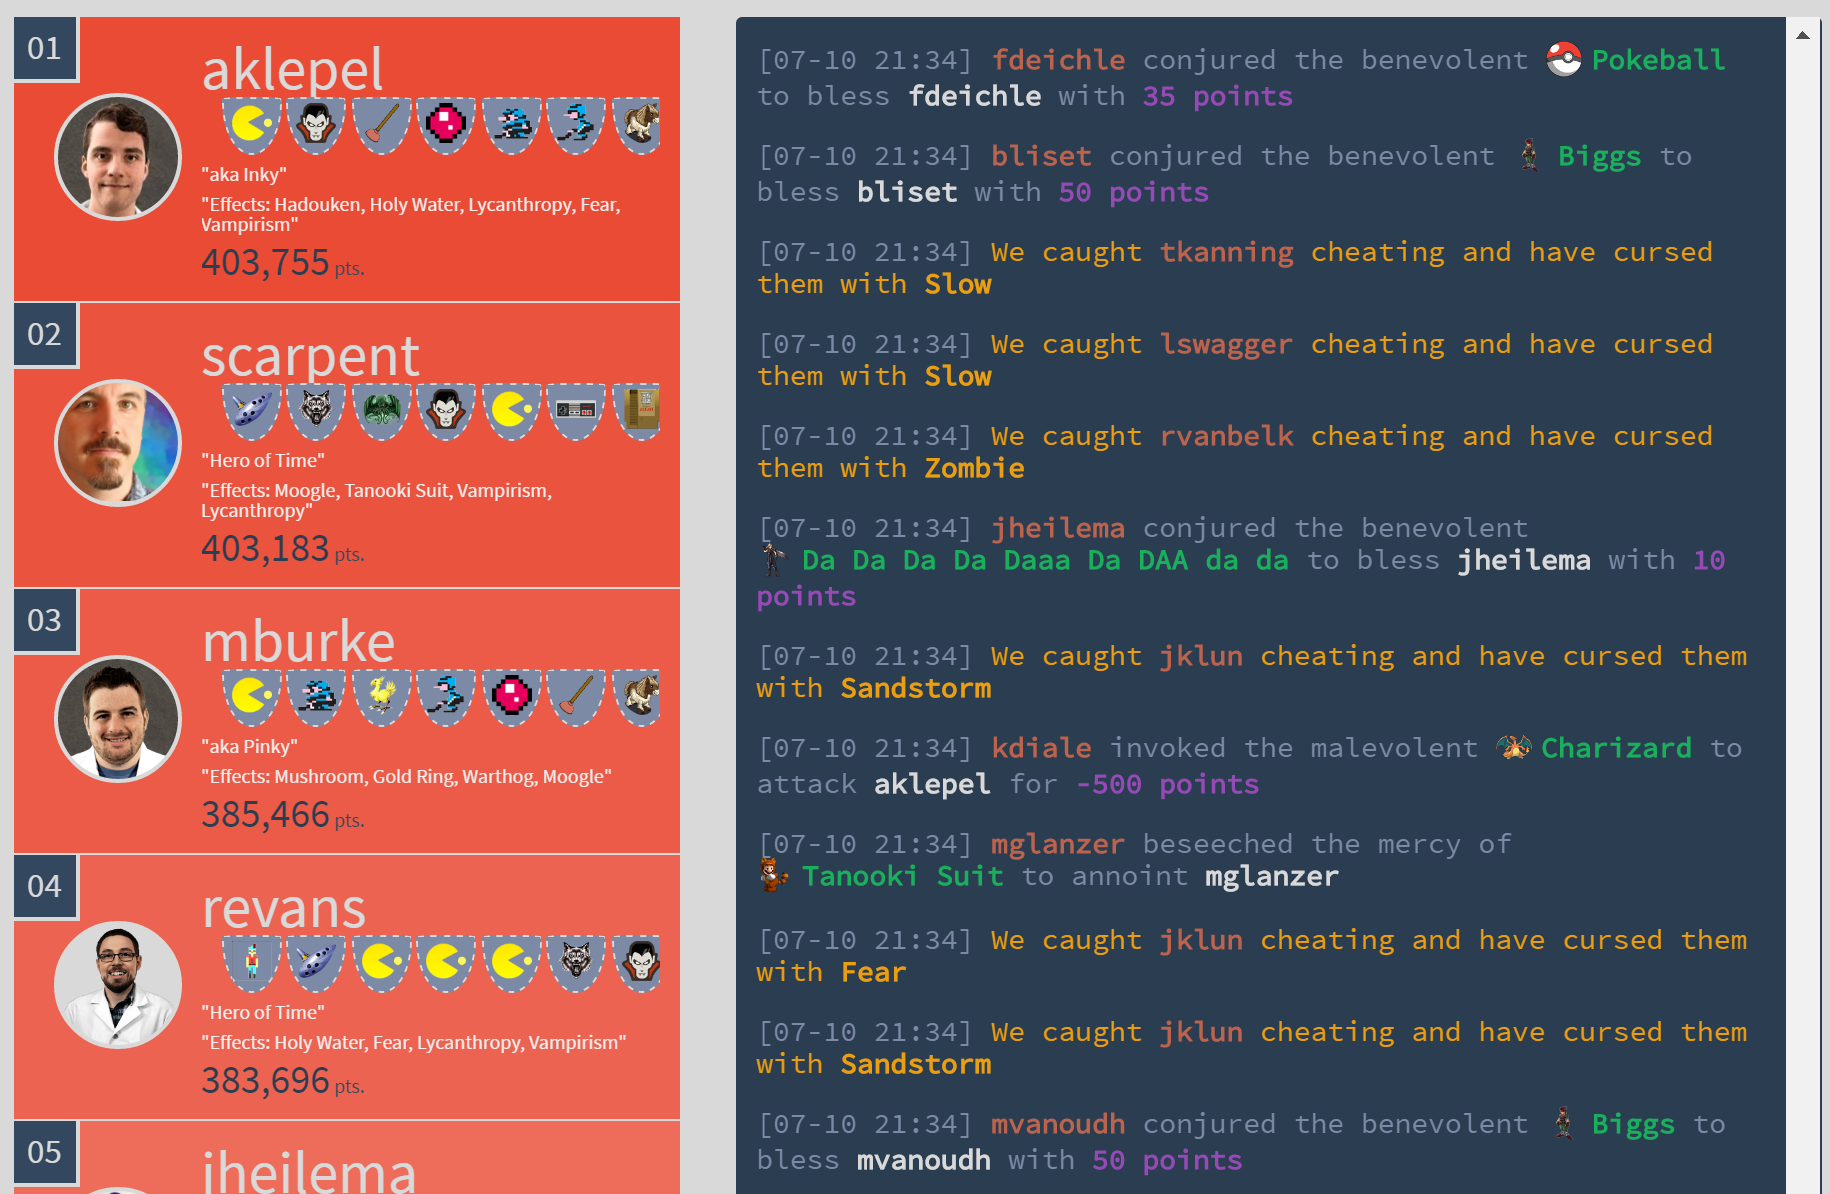 01
aklepel
"aka Inky"
"Effects: Hadouken, Holy Water, Lycanthropy, Fear,
Vampirism"
403,755 pts.
02
scarpent
"Hero of Time"
"Effects: Moogle, Tanooki Suit, Vampirism,
Lycanthropy"
403,183 pts.
03
mburke
"aka Pinky"
"Effects: Mushroom, Gold Ring, Warthog, Moogle"
385,466 pts.
04
revans
"Hero of Time"
"Effects: Holy Water, Fear, Lycanthropy, Vampirism"
383,696 pts.
05
jheilema
[07-10 21:34] fdeichle conjured the benevolent Pokeball
to bless fdeichle with 35 points
[07-10 21:34] bliset conjured the benevolent Biggs to
bless bliset with 50 points
[07-10 21:34] We caught tkanning cheating and have cursed
them with Slow
[07-10 21:34] We caught lswagger cheating and have cursed
them with Slow
[07-10 21:34] We caught rvanbelk cheating and have cursed
them with Zombie
[07-10 21:34] jheilema conjured the benevolent
Da Da Da Da Daaa Da DAA da da to bless jheilema with 10
points
[07-10 21:34] We caught jklun cheating and have cursed them
with Sandstorm
[07-10 21:34] kdiale invoked the malevolent Charizard to
attack aklepel for -500 points
[07-10 21:34] mglanzer beseeched the mercy of
Tanooki Suit to annoint mglanzer
[07-10 21:34] We caught jklun cheating and have cursed them
with Fear
[07-10 21:34] We caught jklun cheating and have cursed them
with Sandstorm
[07-10 21:34] mvanoudh conjured the benevolent Biggs to
bless mvanoudh with 50 points